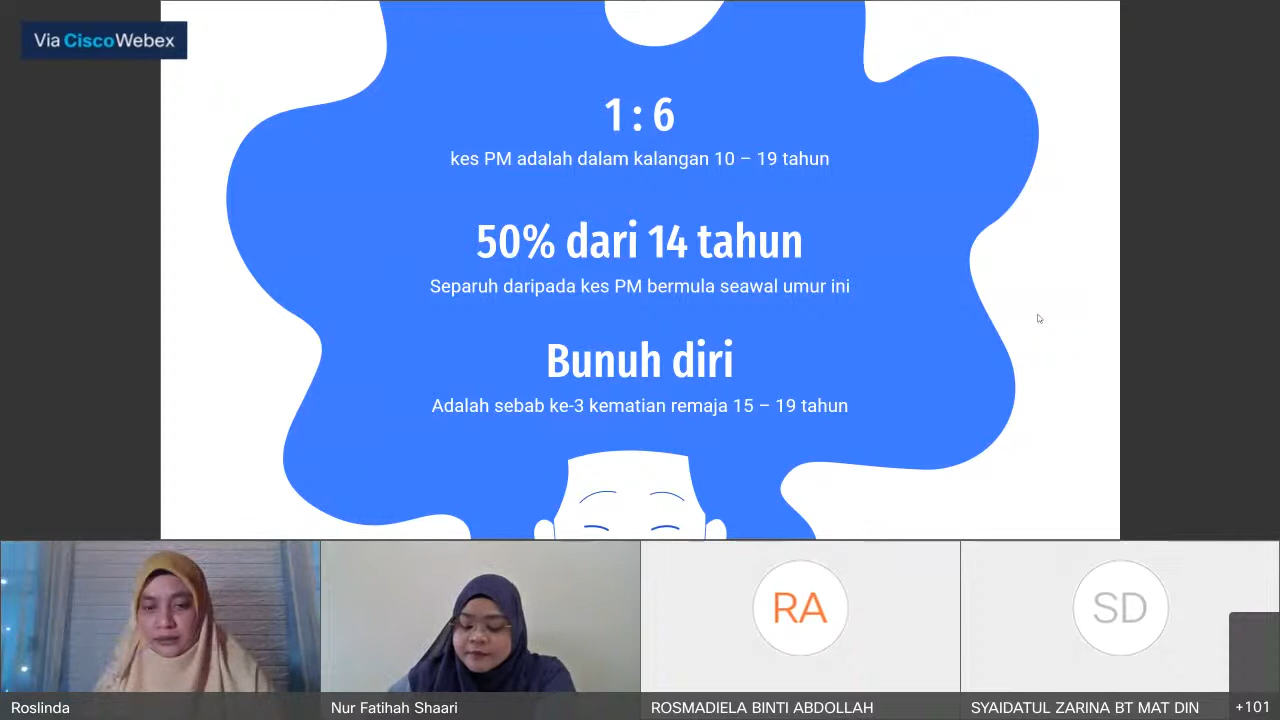 Via CiscoWebex
1 : 6
kes PM adalah dalam kalangan 10 – 19 tahun
50% dari 14 tahun
Separuh daripada kes PM bermula seawal umur ini
Bunuh diri
Adalah sebab ke-3 kematian remaja 15 – 19 tahun
RA
SD
Roslinda
Nur Fatihah Shaari
ROSMADIELA BINTI ABDOLLAH
SYAIDATUL ZARINA BT MAT DIN
+101